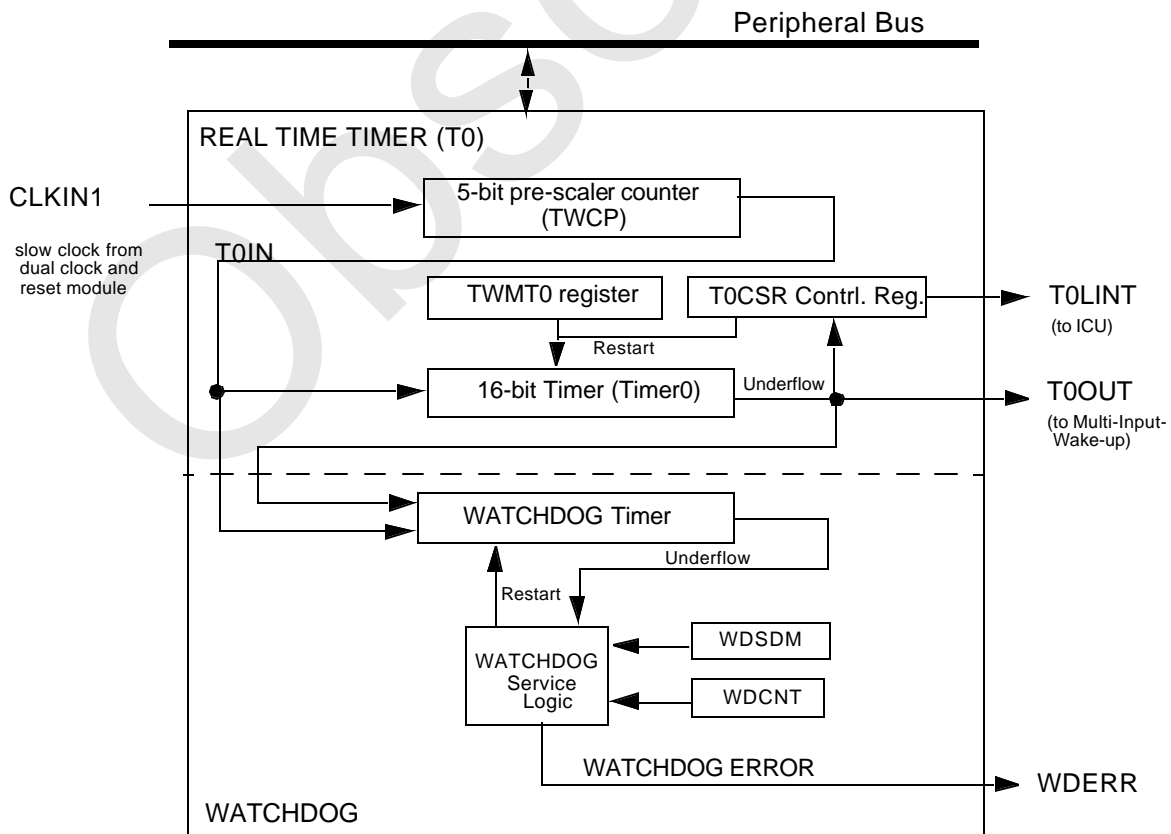 Peripheral Bus
REAL TIME TIMER (T0)
CLKIN1
slow clock from
dual clock and
reset module
5-bit pre-scaler counter
(TWCP)
T0IN
TWMT0 register
T0CSR Contrl. Reg.
T0LINT
(to ICU)
Restart
16-bit Timer (Timer0)
Underflow
T0OUT
(to Multi-Input-
Wake-up)
WATCHDOG Timer
Underflow
Restart
WATCHDOG
Service
Logic
WDSDM
WDCNT
WATCHDOG ERROR
WDERR
WATCHDOG
Obso